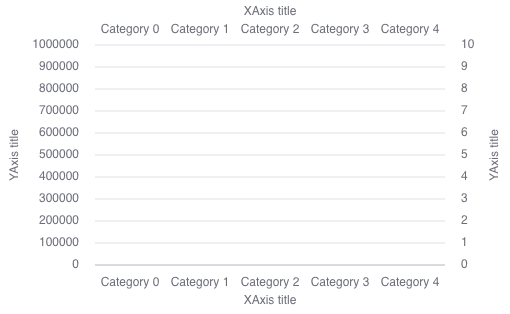 XAxis title
Category 0 Category 1 Category 2 Category 3 Category 4
1000000 10
900000 9
800000 8
700000 7
600000 6
500000 5
400000 4
300000 3
200000 2
100000 1
0 0
YAxis title
YAxis title
Category 0 Category 1 Category 2 Category 3 Category 4
XAxis title